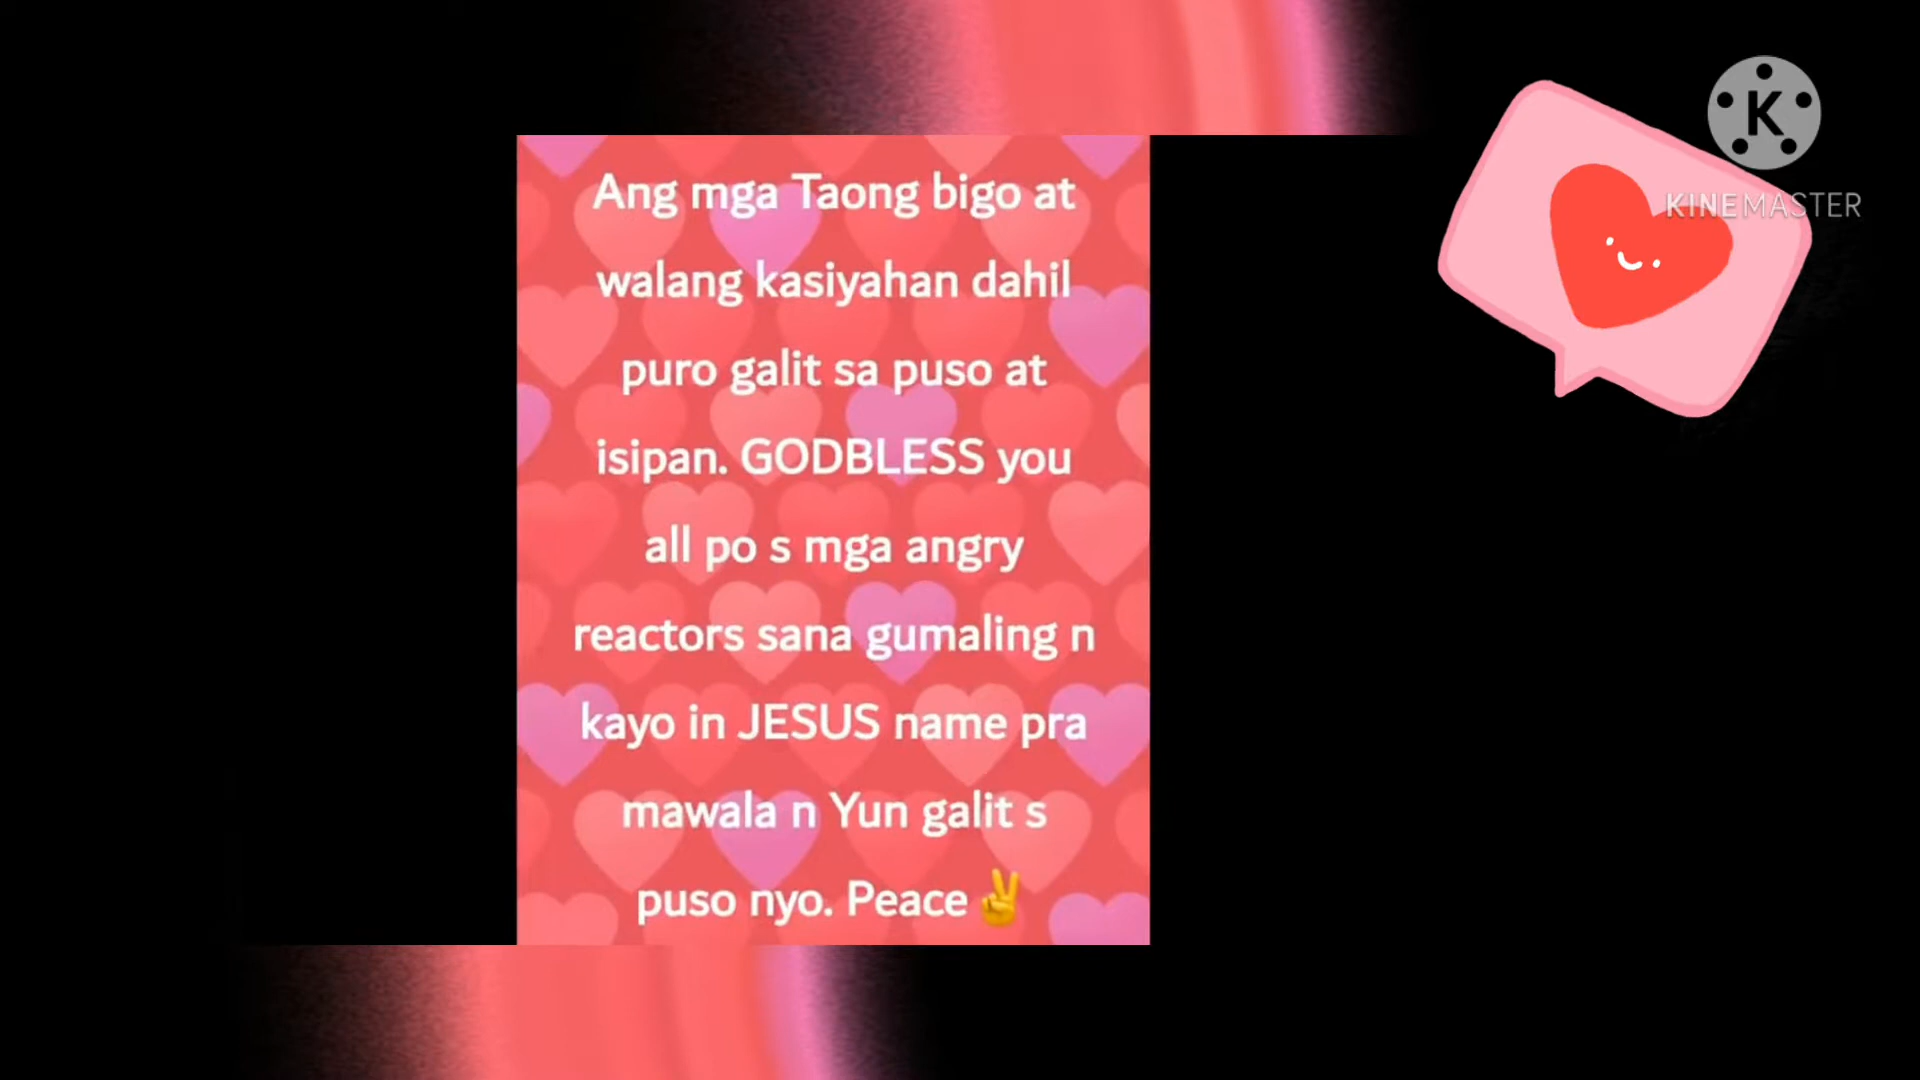 Ang mga Taong bigo at
walang kasiyahan dahil
puro galit sa puso at
isipan. GODBLESS you
all po s mga angry
reactors sana gumaling n
kayo in JESUS name pra
mawala n Yun galit s
puso nyo. Peace ✌
K
KINEMASTER